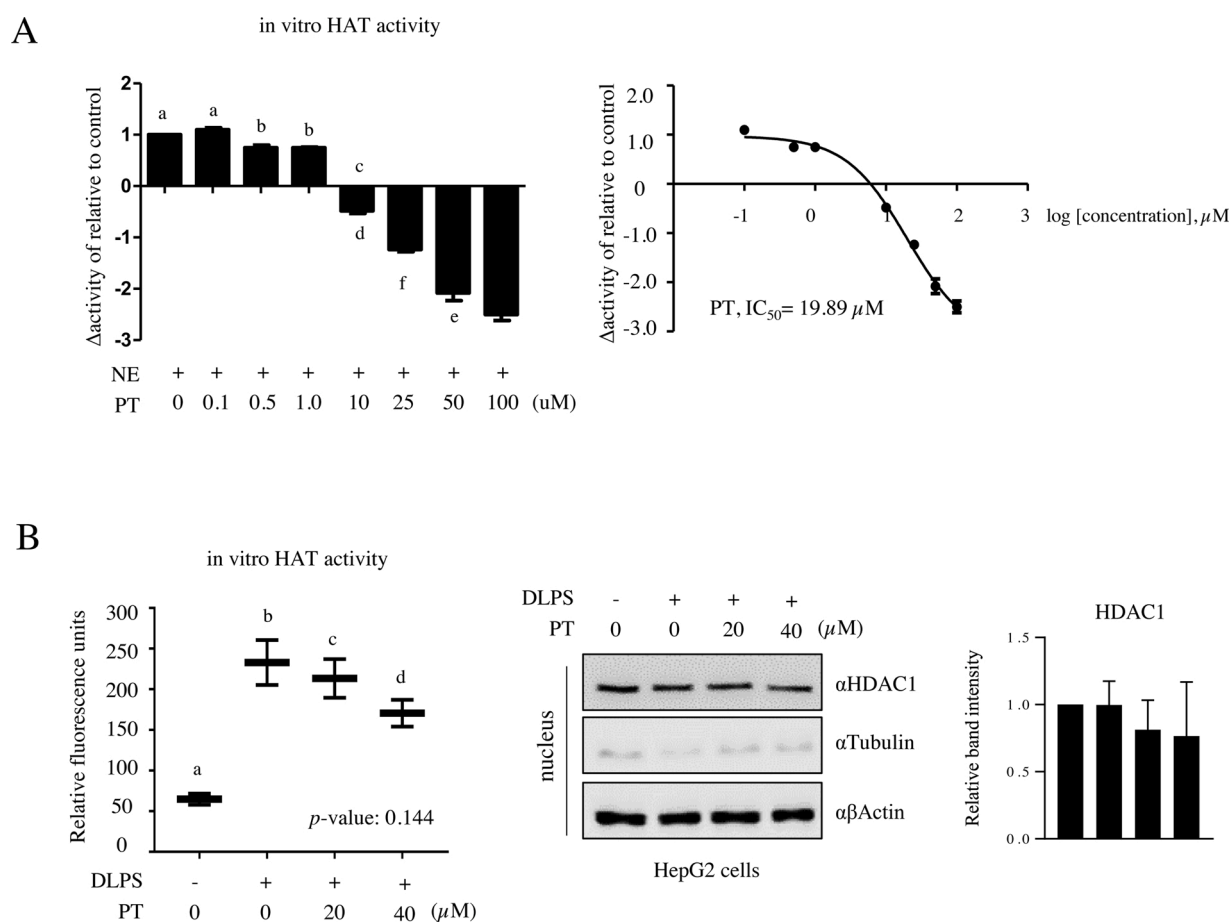 A
in vitro HAT activity
Δactivity of relative to control
2
1
0
-1
-2
-3
a a b b c
d f e
NE + + + + + + + +
PT 0 0.1 0.5 1.0 10 25 50 100 (uM)
Δactivity of relative to control
2.0
1.0
0
-1.0
-2.0
-3.0
-1 0 1 2 3 log [concentration], µM
PT, IC50= 19.89 µM
B
in vitro HAT activity
Relative fluorescence units
300
250
200
150
100
50
0
a b c d
p-value: 0.144
DLPS - + + +
PT 0 0 20 40 (µM)
DLPS - + + +
PT 0 0 20 40 (µM)
nucleus
αHDAC1
αTubulin
αβActin
HepG2 cells
HDAC1
Relative band intensity
1.5
1.0
0.5
0.0